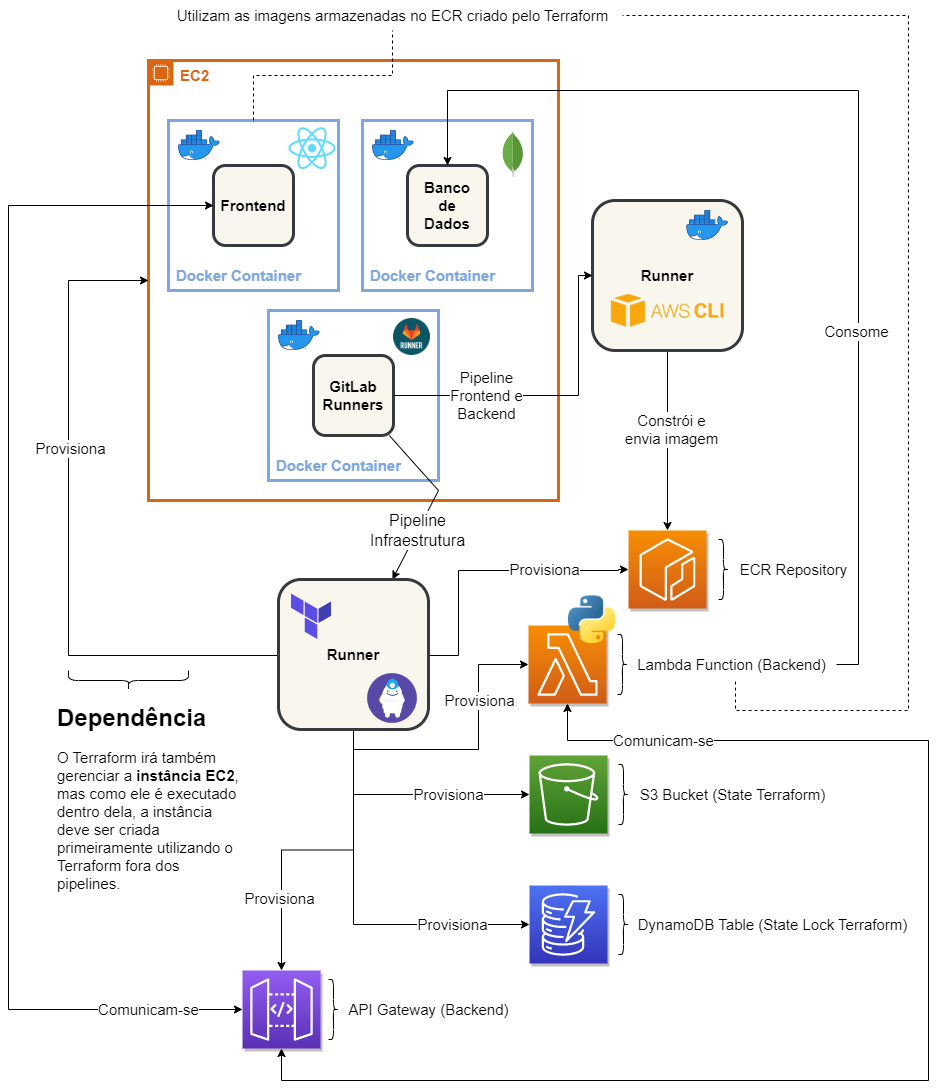 Utilizam as imagens armazenadas no ECR criado pelo Terraform
EC2
Frontend
Docker Container
Banco
de
Dados
Docker Container
Runner
AWS CLI
Consome
RUNNER
GitLab
Runners
Docker Container
Pipeline
Frontend e
Backend
Constrói e
envia imagem
Provisiona
Pipeline
Infraestrutura
Provisiona
ECR Repository
Runner
Lambda Function (Backend)
Provisiona
Dependência
O Terraform irá também
gerenciar a instância EC2,
mas como ele é executado
dentro dela, a instância
deve ser criada
primeiramente utilizando o
Terraform fora dos
pipelines.
Comunicam-se
Provisiona
S3 Bucket (State Terraform)
Provisiona
Provisiona
DynamoDB Table (State Lock Terraform)
Comunicam-se
</>
API Gateway (Backend)